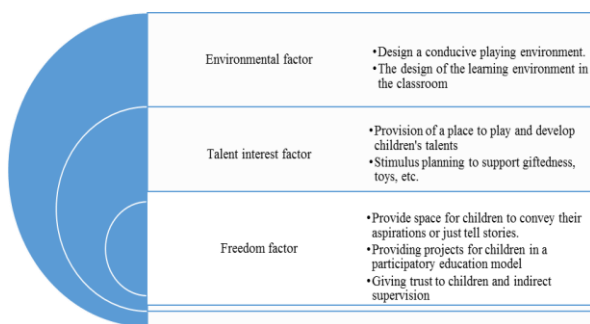 Environmental factor
•Design a conducive playing environment.
•The design of the learning environment in
the classroom
Talent interest factor
•Provision of a place to play and develop
children's talents
•Stimulus planning to support giftedness,
toys, etc.
Freedom factor
•Provide space for children to convey their
aspirations or just tell stories.
•Providing projects for children in a
participatory education model
•Giving trust to children and indirect
supervision